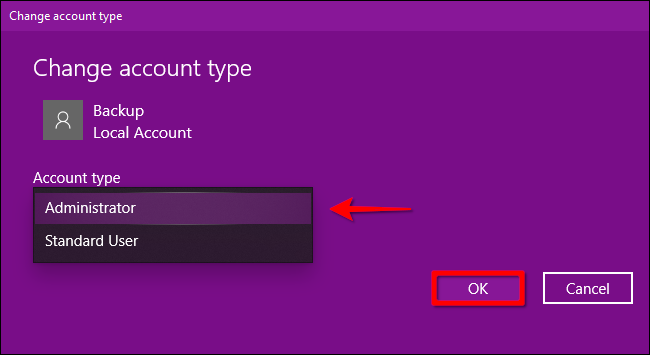 Change account type
Change account type
Backup
Local Account
Account type
Administrator
Standard User
OK
Cancel